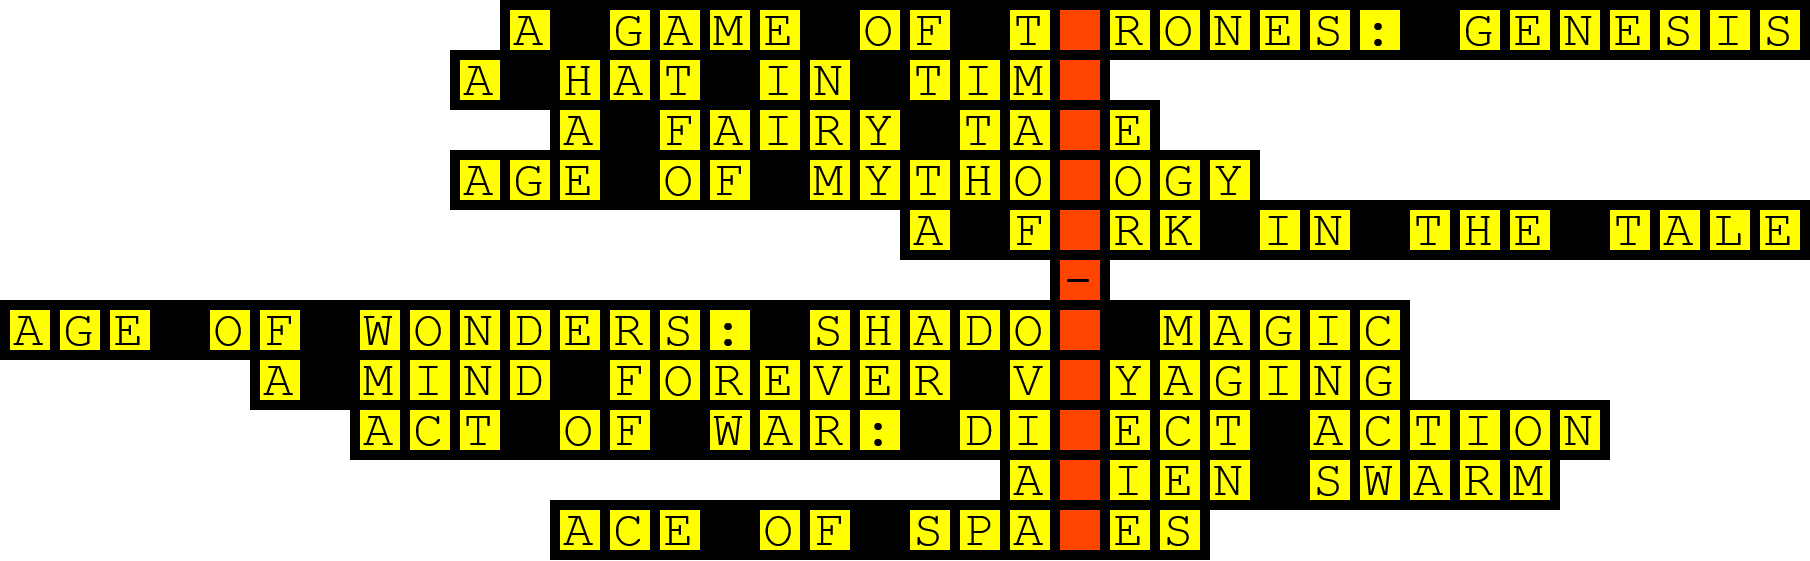 A GAME OF T RONES: GENESIS
A HAT IN TIM
A FAIRY TA E
AGE OF MYTHO OGY
A F RK IN THE TALE
-
AGE OF WONDERS: SHADO MAGIC
A MIND FOREVER V YAGING
ACT OF WAR: DI ECT ACTION
A IEN SWARM
ACE OF SPA ES